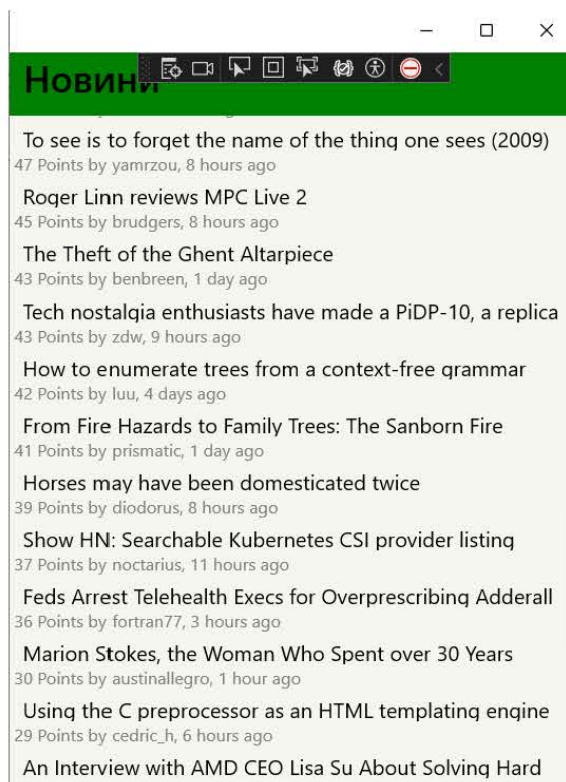 Новини
To see is to forget the name of the thing one sees (2009)
47 Points by yamrzou, 8 hours ago
Roger Linn reviews MPC Live 2
45 Points by brudgers, 8 hours ago
The Theft of the Ghent Altarpiece
43 Points by benbreen, 1 day ago
Tech nostalgia enthusiasts have made a PiDP-10, a replica
43 Points by zdw, 9 hours ago
How to enumerate trees from a context-free grammar
42 Points by luu, 4 days ago
From Fire Hazards to Family Trees: The Sanborn Fire
41 Points by prismatic, 1 day ago
Horses may have been domesticated twice
39 Points by diodorus, 8 hours ago
Show HN: Searchable Kubernetes CSI provider listing
37 Points by noctarius, 11 hours ago
Feds Arrest Telehealth Execs for Overprescribing Adderall
36 Points by fortran77, 3 hours ago
Marion Stokes, the Woman Who Spent over 30 Years
30 Points by austinallegro, 1 hour ago
Using the C preprocessor as an HTML templating engine
29 Points by cedric_h, 6 hours ago
An Interview with AMD CEO Lisa Su About Solving Hard